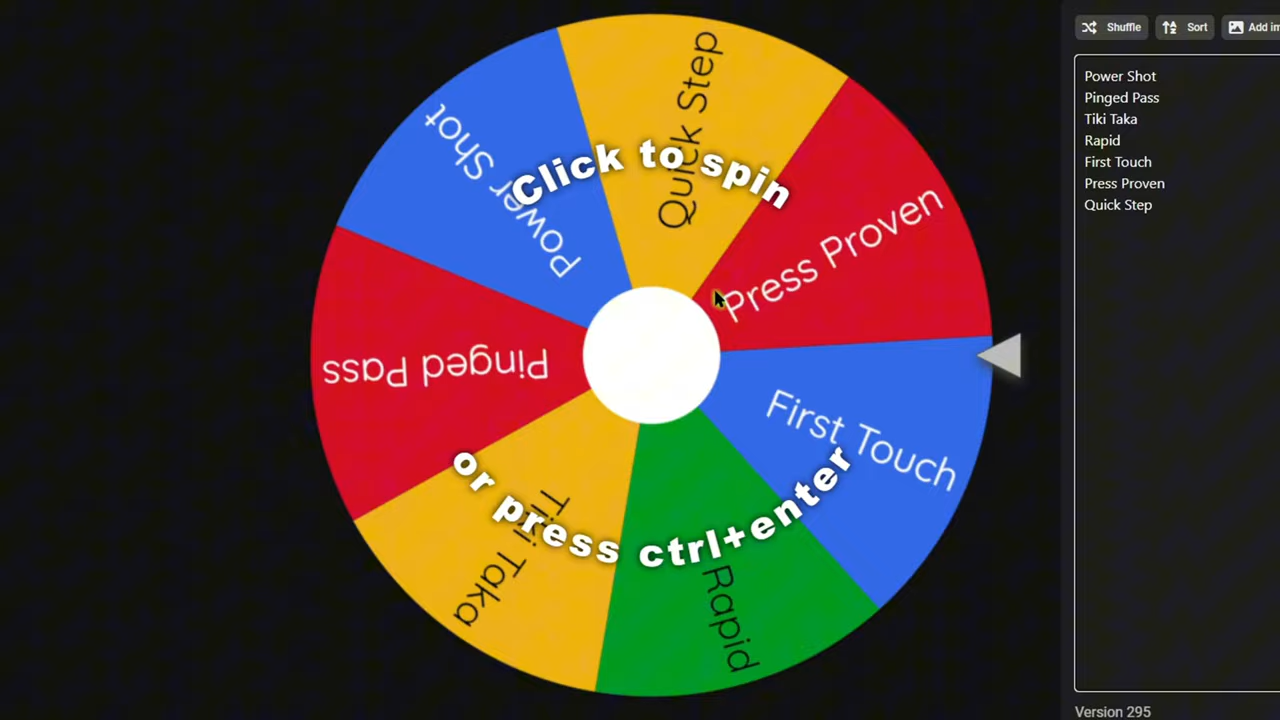 Shuffle
Sort
Add im
Power Shot
Pinged Pass
Tiki Taka
Rapid
First Touch
Press Proven
Quick Step
Quick Step
Press Proven
First Touch
Rapid
Tiki Taka
Pinged Pass
Power Shot
Click to spin
or press ctrl+enter
Version 295